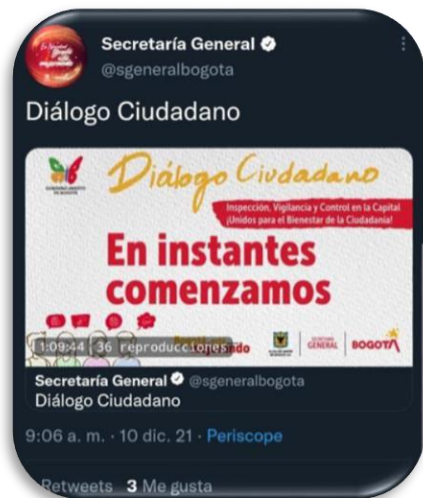 Secretaría General
@sgeneralbogota
Diálogo Ciudadano
Diálogo Ciudadano
Inspección, Vigilancia y Control en la Capital
¡Unidos para el Bienestar de la Ciudadanía!
En instantes
comenzamos
1:09:44 36 reproducciones
SECRETARÍA
GENERAL
BOGOTÁ
Secretaría General @sgeneralbogota
Diálogo Ciudadano
9:06 a. m. · 10 dic. 21 · Periscope
Retweets 3 Me gusta